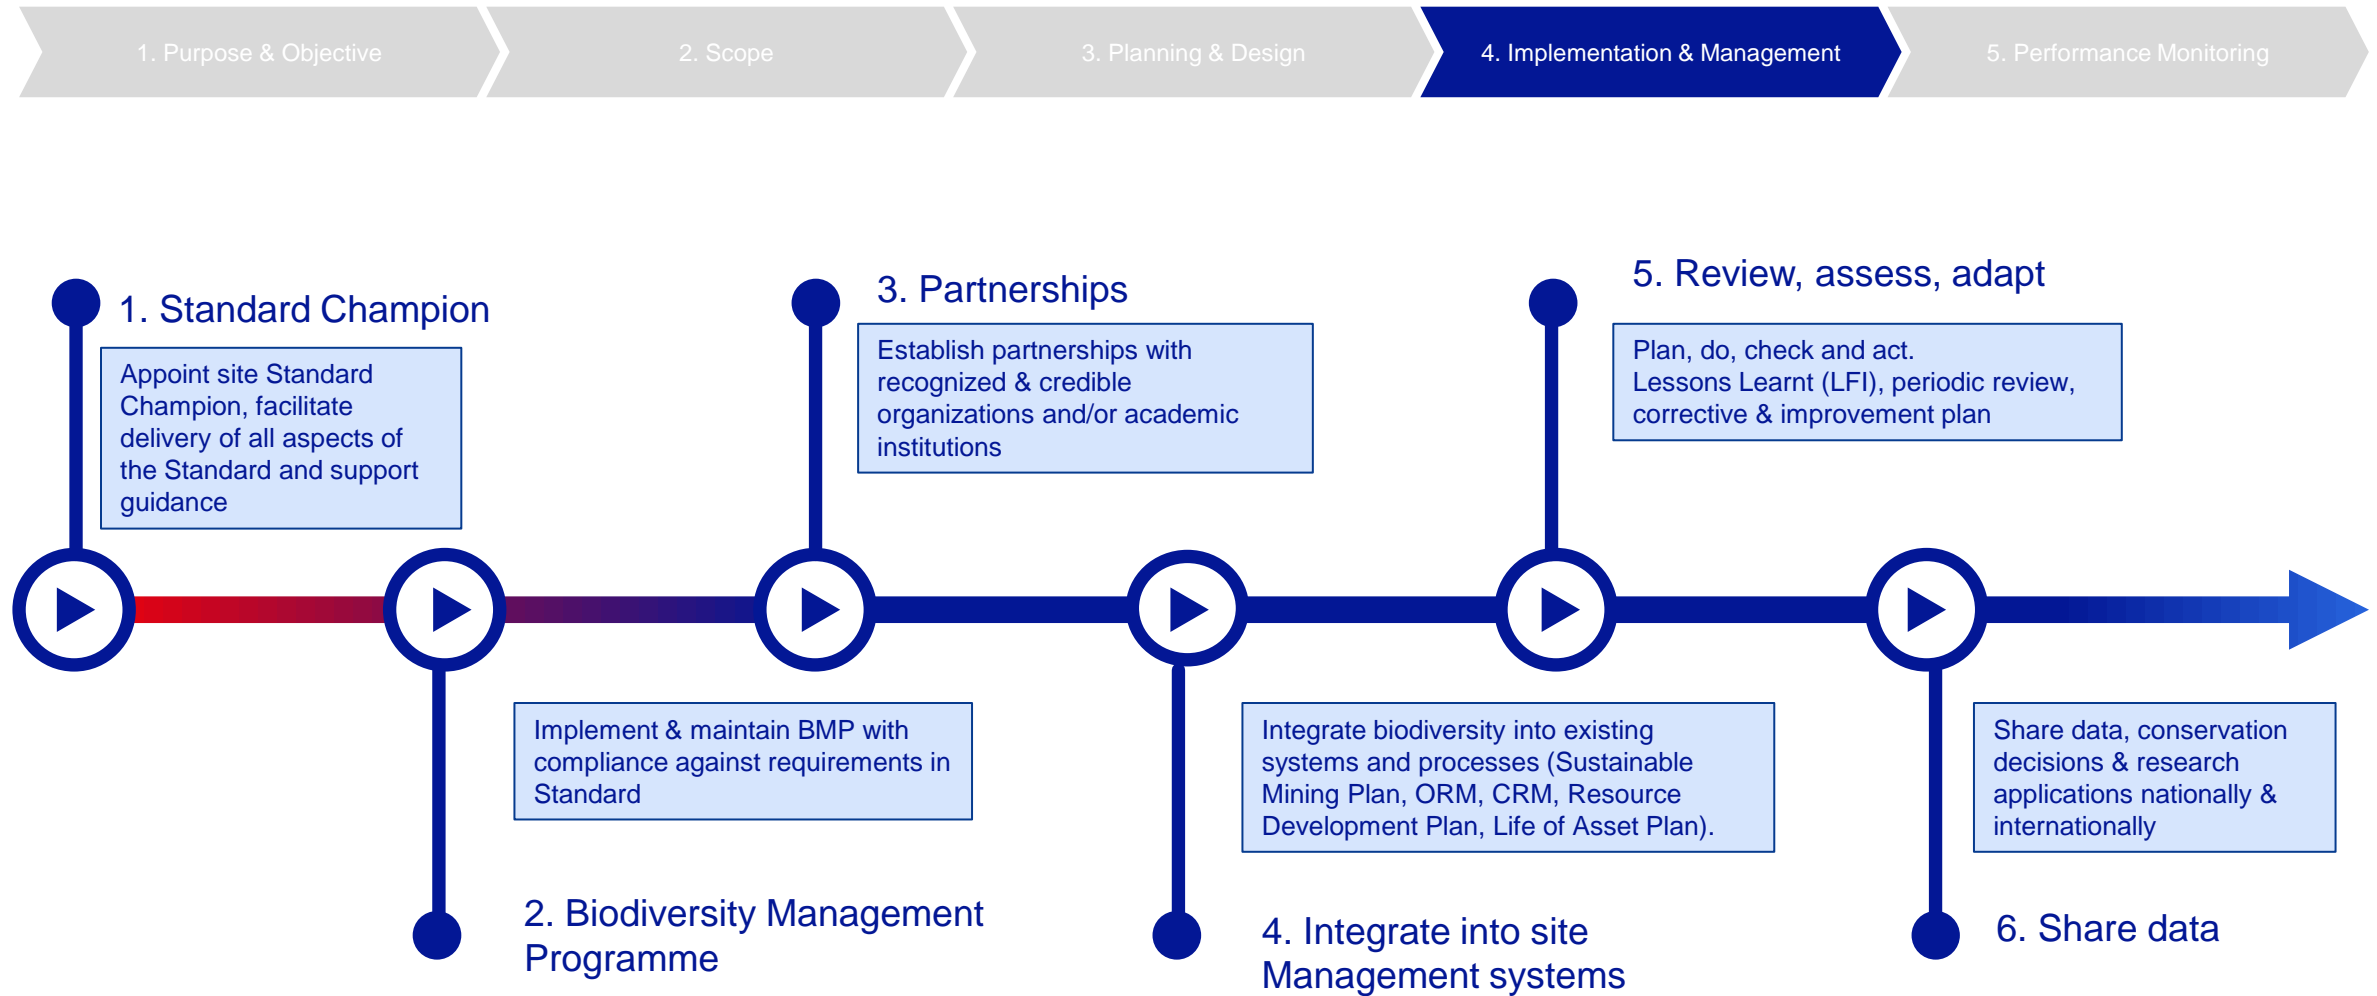 1. Purpose & Objective
2. Scope
3. Planning & Design
4. Implementation & Management
5. Performance Monitoring
1. Standard Champion
Appoint site Standard
Champion, facilitate
delivery of all aspects of
the Standard and support
guidance
Implement & maintain BMP with
compliance against requirements in
Standard
2. Biodiversity Management
Programme
3. Partnerships
Establish partnerships with
recognized & credible
organizations and/or academic
institutions
Integrate biodiversity into existing
systems and processes (Sustainable
Mining Plan, ORM, CRM, Resource
Development Plan, Life of Asset Plan).
4. Integrate into site
Management systems
5. Review, assess, adapt
Plan, do, check and act.
Lessons Learnt (LFI), periodic review,
corrective & improvement plan
Share data, conservation
decisions & research
applications nationally &
internationally
6. Share data